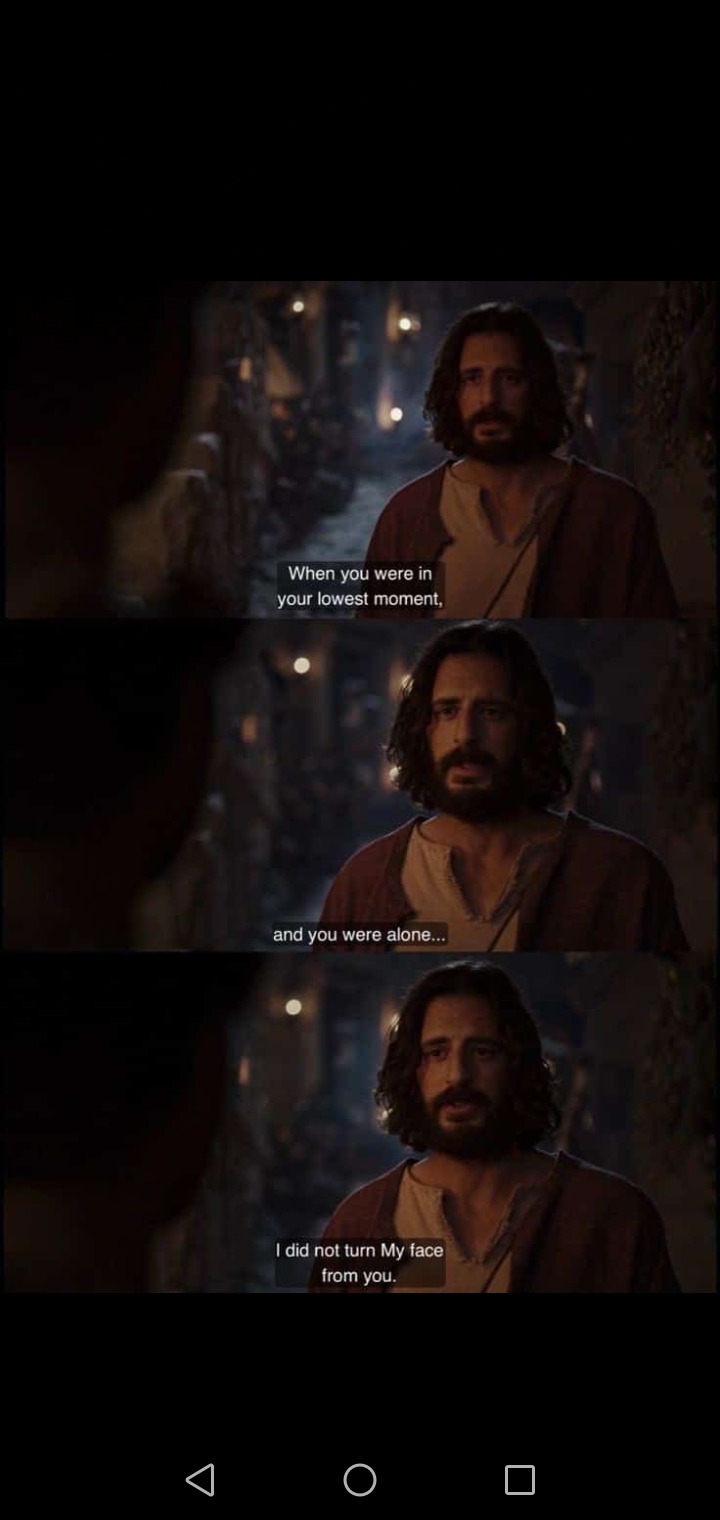 When you were in
your lowest moment,
and you were alone...
I did not turn My face
from you.